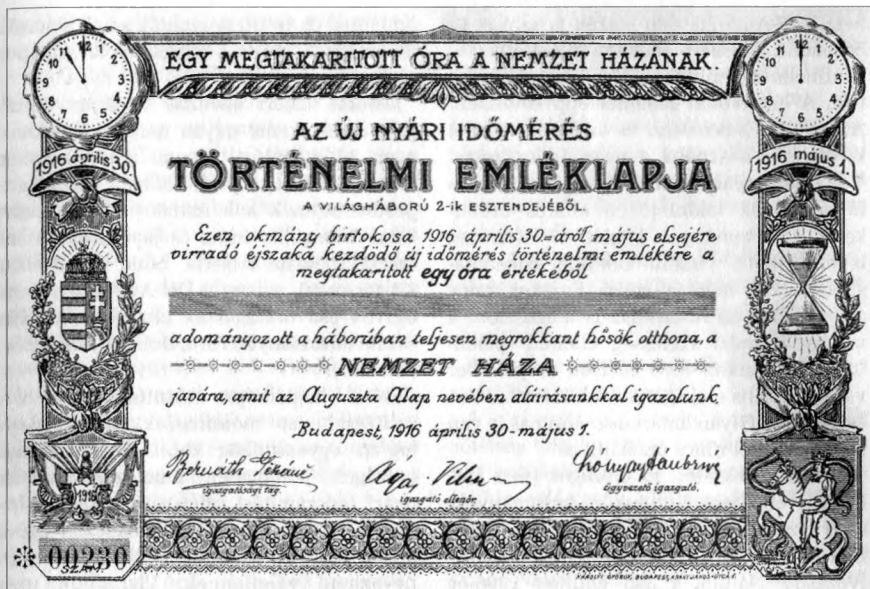 EGY MEGTAKARITOTT ÓRA A NEMZET HÁZÁNAK.
1916 április 30.
1916 május 1.
AZ ÚJ NYÁRI IDŐMÉRÉS
TÖRTÉNELMI EMLÉKLAPJA
A VILÁGHÁBORÚ 2-ik ESZTENDEJÉBŐL.
Ezen okmány birtokosa 1916 április 30.-áról május elsejére
virradó éjszaka kezdődő új időmérés történelmi emlékére a
megtakaritott egy óra értékéből
adományozott a háborúban teljesen megrokkant hősök otthona, a
NEMZET HÁZA
javára, amit az Auguszta Alap nevében aláirásunkkal igazolunk.
Budapest 1916 április 30. május 1.
igazgatósági tag.
igazgató ellenőr.
ügyvezető igazgató.
1916
00230
SZÁM.